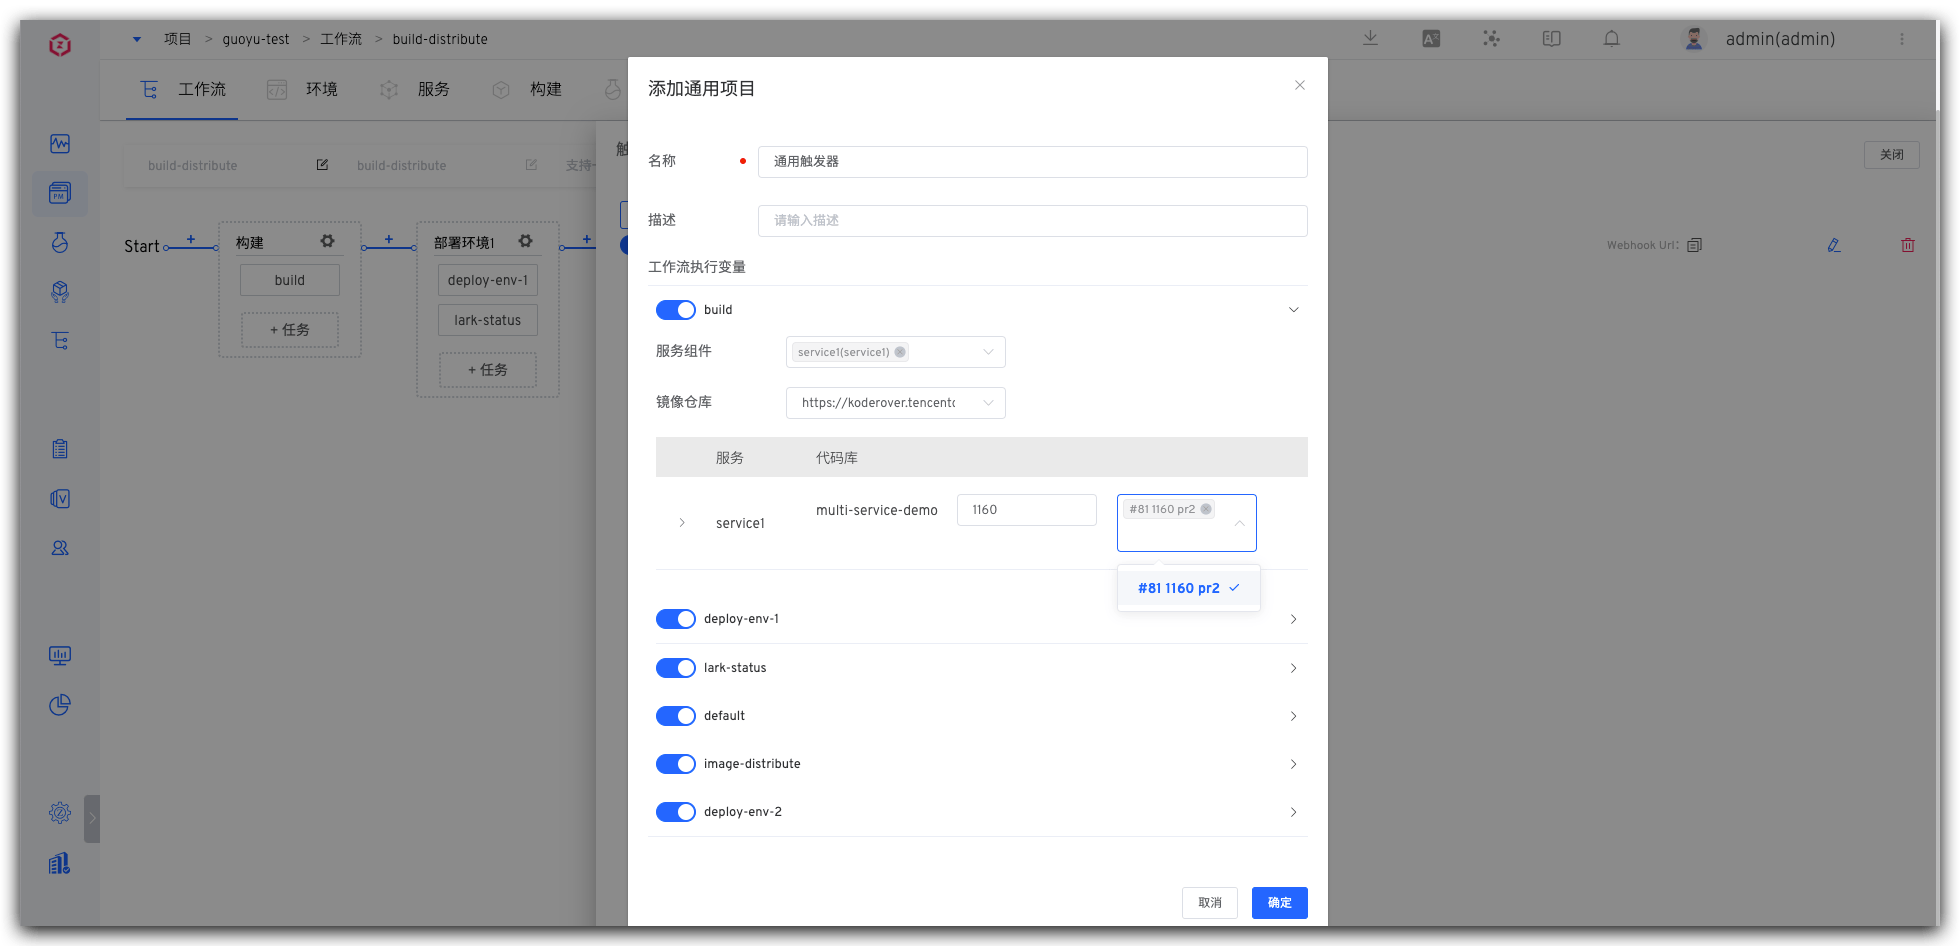 项目 > guoyu-test > 工作流 > build-distribute
admin(admin)
工作流 环境 服务 构建
build-distribute build-distribute 支持-
触
关闭
Start
构建
build
+ 任务
部署环境1
deploy-env-1
lark-status
+ 任务
Webhook Url:
添加通用项目
名称 通用触发器
描述 请输入描述
工作流执行变量
build
服务组件 service1(service1)
镜像仓库 https://koderover.tencentc
服务 代码库
service1 multi-service-demo 1160 #81 1160 pr2
#81 1160 pr2
deploy-env-1
lark-status
default
image-distribute
deploy-env-2
取消 确定